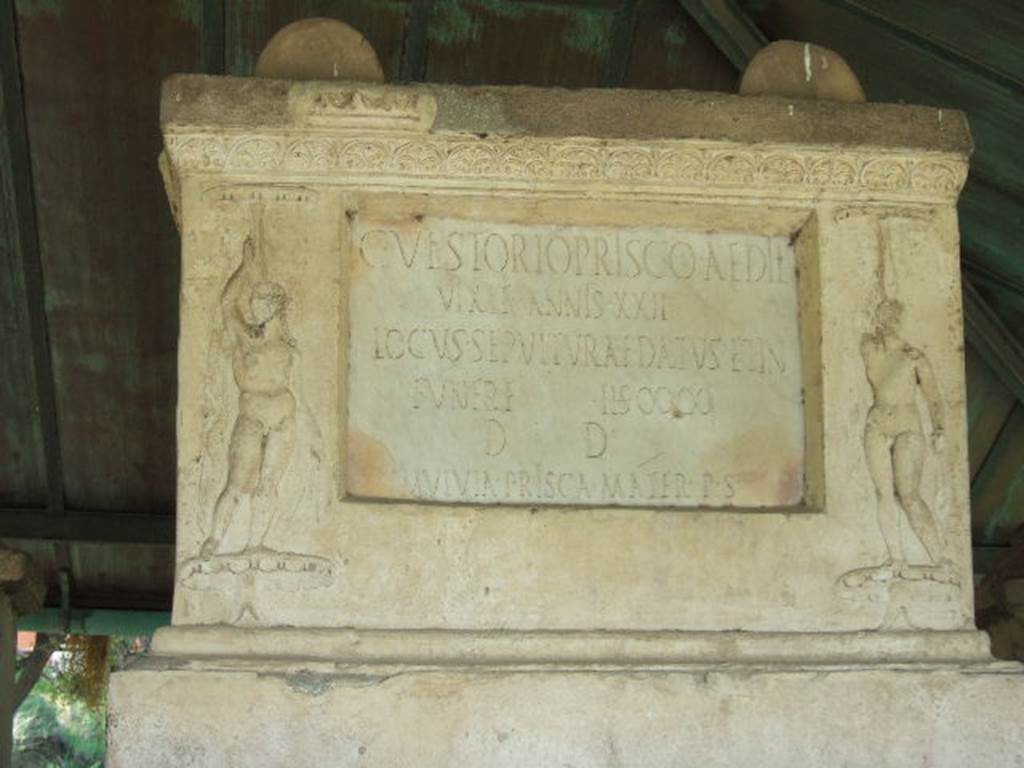 C VESTORIO PRISCO AEDIL
VIXIT ANNIS XXII
LOCVS SEPVLTVRAE DATVS ET IN
FVNERE HS ∞ ∞
D D
MVLVIA PRISCA MATER P S